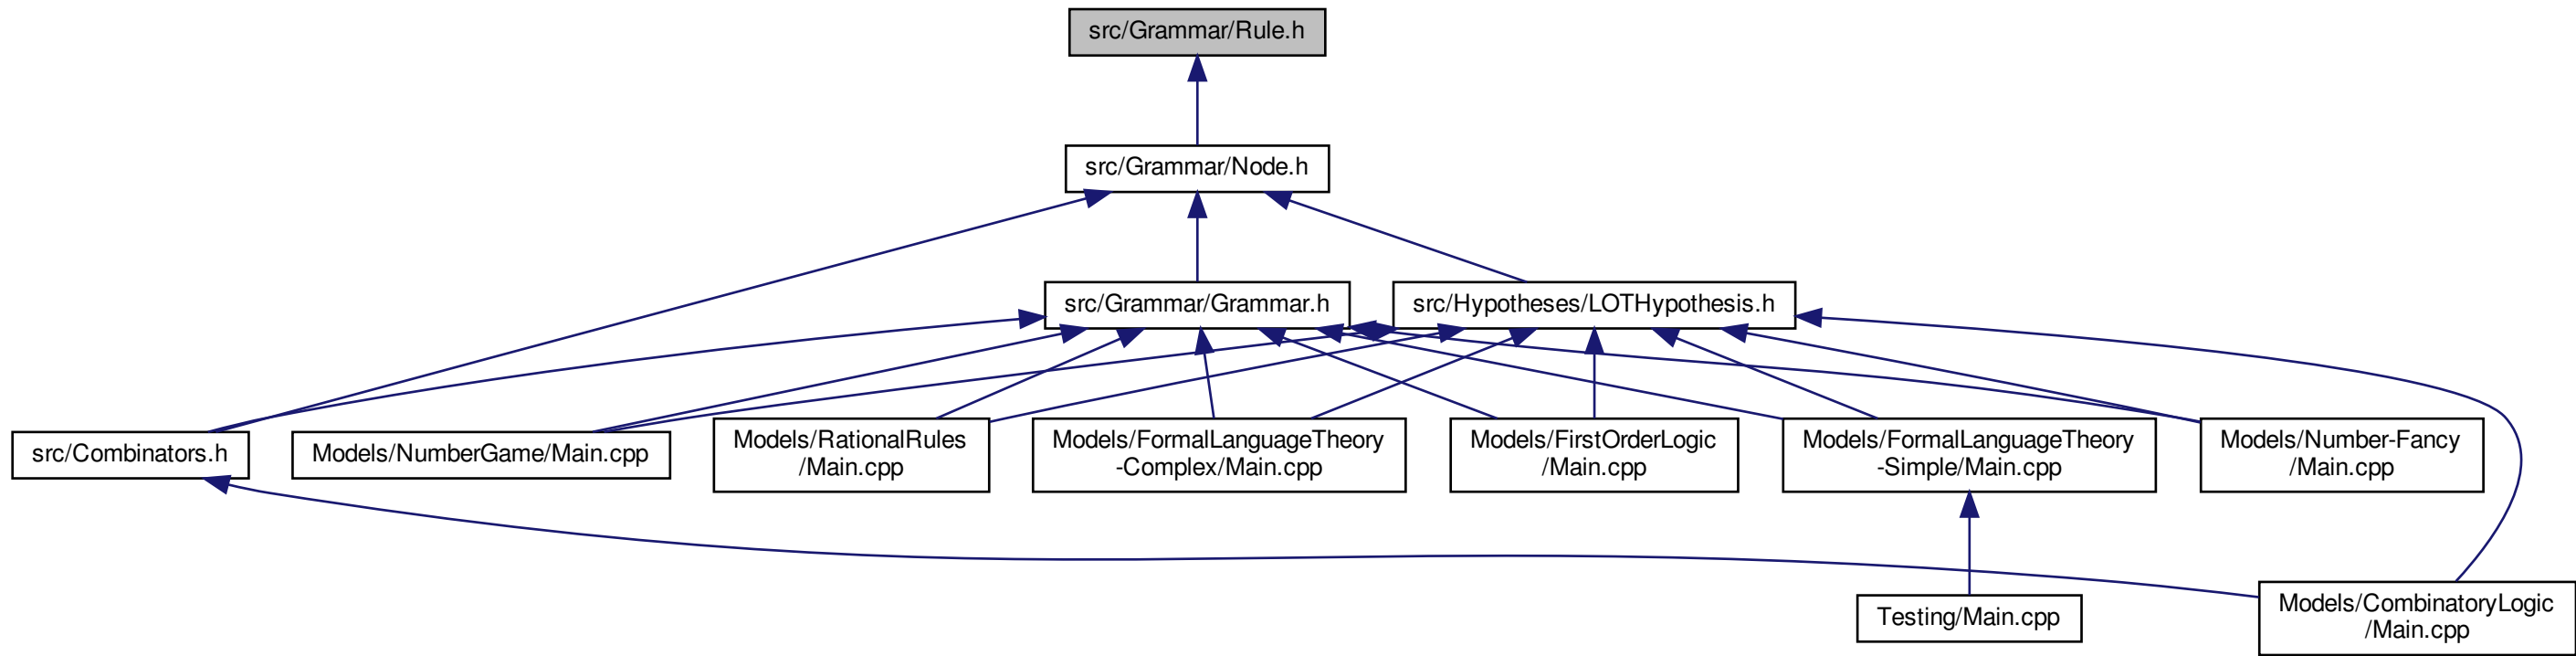 src/Grammar/Rule.h
src/Grammar/Node.h
src/Grammar/Grammar.h
src/Hypotheses/LOTHypothesis.h
src/Combinators.h
Models/NumberGame/Main.cpp
Models/RationalRules
/Main.cpp
Models/FormalLanguageTheory
-Complex/Main.cpp
Models/FirstOrderLogic
/Main.cpp
Models/FormalLanguageTheory
-Simple/Main.cpp
Models/Number-Fancy
/Main.cpp
Testing/Main.cpp
Models/CombinatoryLogic
/Main.cpp